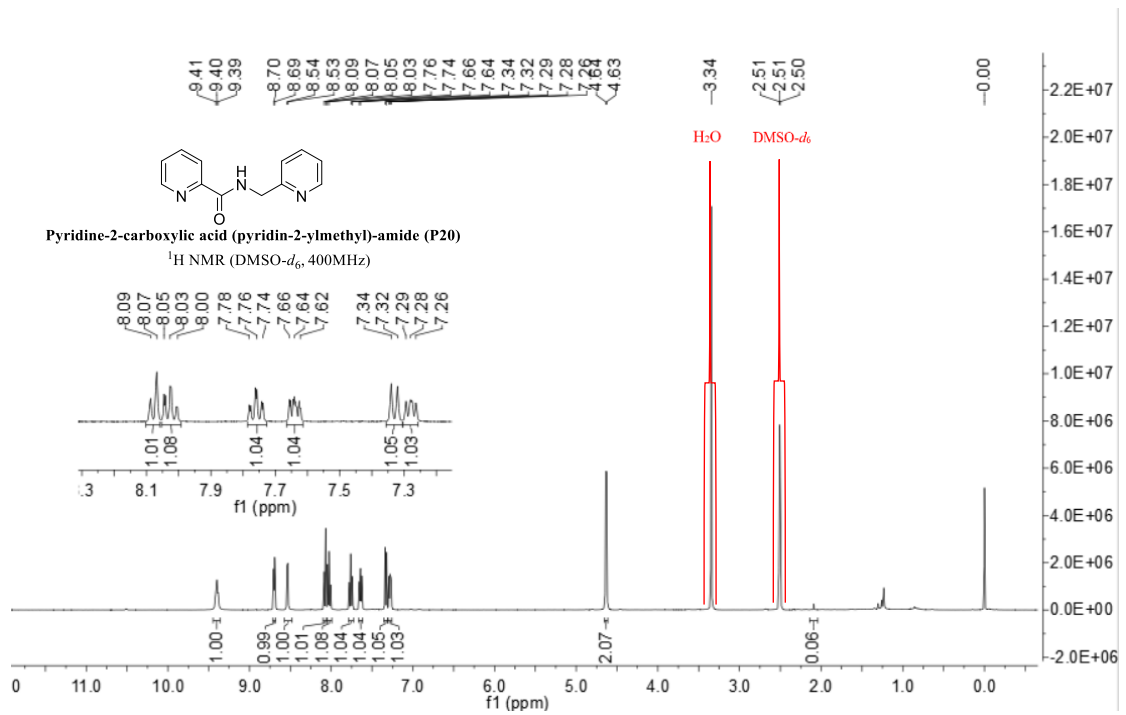 9.41 9.40 9.39 8.70 8.69 8.54 8.53 8.09 8.07 8.05 8.03 7.76 7.74 7.66 7.64 7.34 7.32 7.29 7.28 7.26 4.64 4.63 3.34 2.51 2.51 2.50 0.00
2.2E+07
2.0E+07
1.8E+07
1.6E+07
1.4E+07
1.2E+07
1.0E+07
8.0E+06
6.0E+06
4.0E+06
2.0E+06
0.0E+00
-2.0E+06
H2O
DMSO-d6
H
N
N
N
O
Pyridine-2-carboxylic acid (pyridin-2-ylmethyl)-amide (P20)
1H NMR (DMSO-d6, 400MHz)
8.09 8.07 8.05 8.03 8.00 7.78 7.76 7.74 7.66 7.64 7.62 7.34 7.32 7.29 7.28 7.26
1.01 1.08 1.04 1.04 1.05 1.03
.3 8.1 7.9 7.7 7.5 7.3
f1 (ppm)
1.00 0.99 1.00 1.01 1.08 1.04 1.04 1.05 1.03 2.07 0.06
0 11.0 10.0 9.0 8.0 7.0 6.0 5.0 4.0 3.0 2.0 1.0 0.0
f1 (ppm)